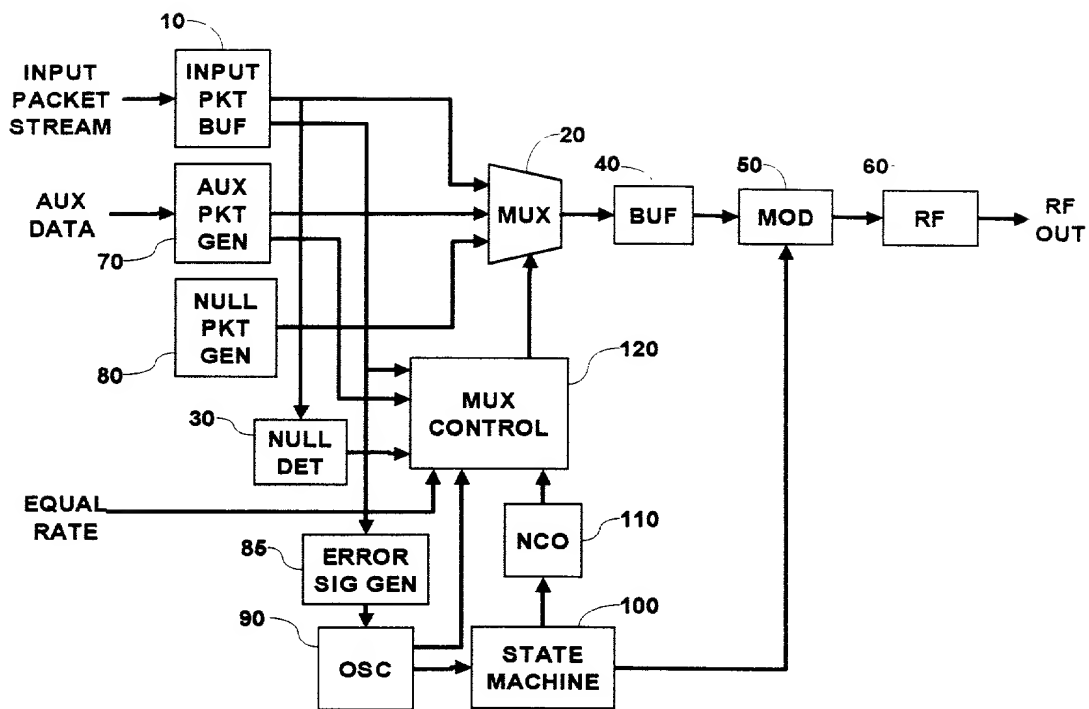 10
INPUT
PACKET
STREAM
INPUT
PKT
BUF
20
MUX
40
BUF
50
MOD
60
RF
RF
OUT
AUX
DATA
AUX
PKT
GEN
70
NULL
PKT
GEN
80
120
MUX
CONTROL
30
NULL
DET
EQUAL
RATE
NCO
110
85
ERROR
SIG GEN
90
OSC
100
STATE
MACHINE